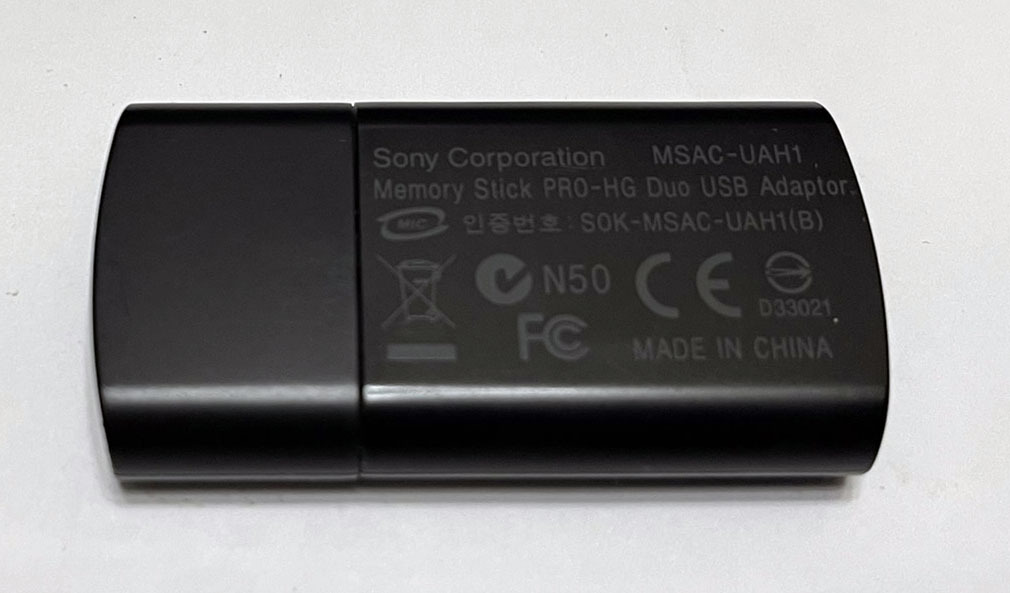 Sony Corporation MSAC-UAH1
Memory Stick PRO-HG Duo USB Adaptor
MIC 인증번호 : SOK-MSAC-UAH1(B)
N50 CE D33021
FC
MADE IN CHINA